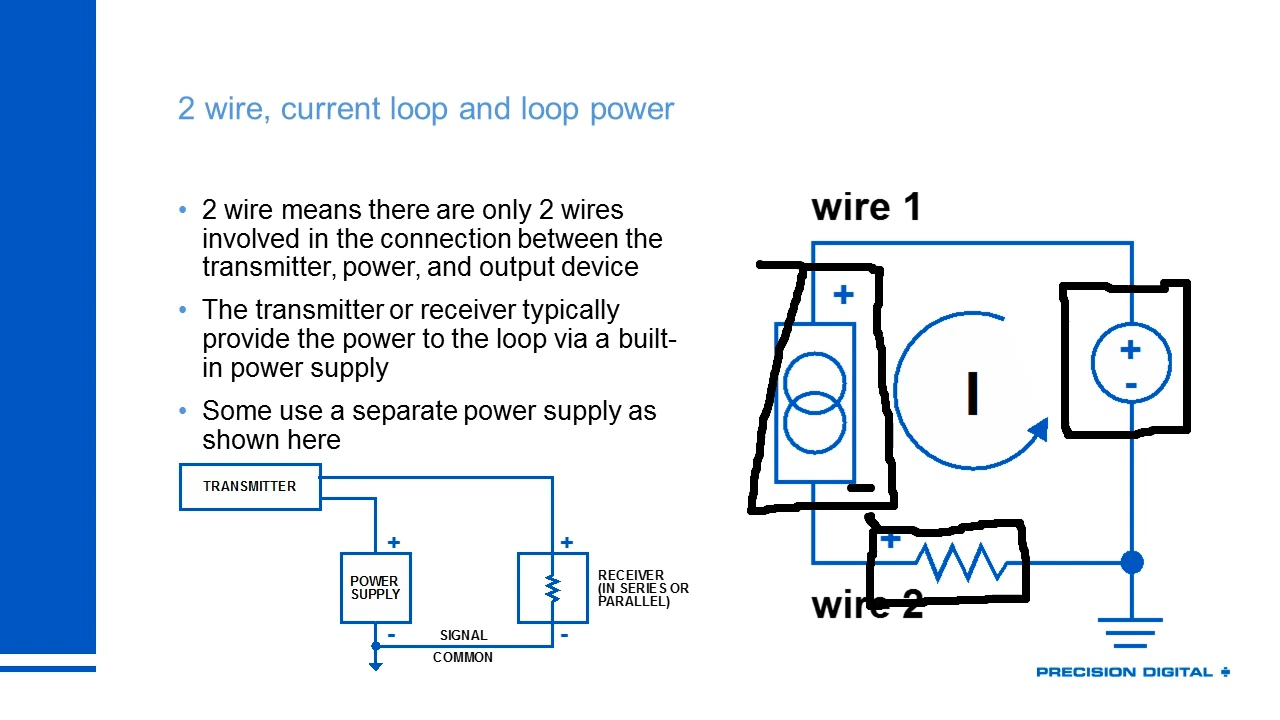 2 wire, current loop and loop power
• 2 wire means there are only 2 wires
involved in the connection between the
transmitter, power, and output device
• The transmitter or receiver typically
provide the power to the loop via a built-
in power supply
• Some use a separate power supply as
shown here
TRANSMITTER
+
POWER
SUPPLY
-
+
RECEIVER
(IN SERIES OR
PARALLEL)
-
SIGNAL
COMMON
wire 1
+
I
+
-
+
wire 2
PRECISION DIGITAL